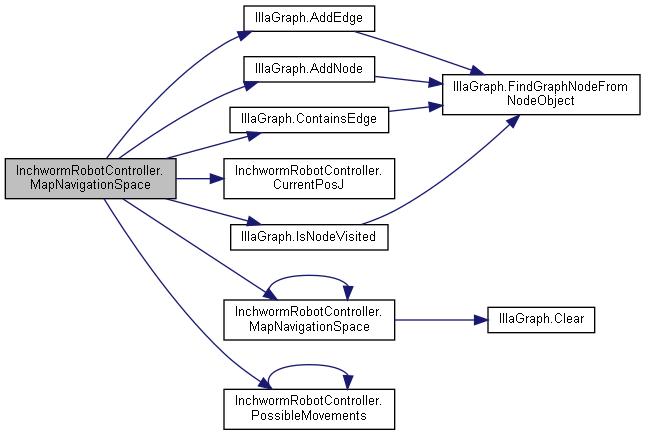 IllaGraph.AddEdge
IllaGraph.AddNode
IllaGraph.FindGraphNodeFrom
NodeObject
IllaGraph.ContainsEdge
InchwormRobotController.
MapNavigationSpace
InchwormRobotController.
CurrentPosJ
IllaGraph.IsNodeVisited
InchwormRobotController.
MapNavigationSpace
IllaGraph.Clear
InchwormRobotController.
PossibleMovements